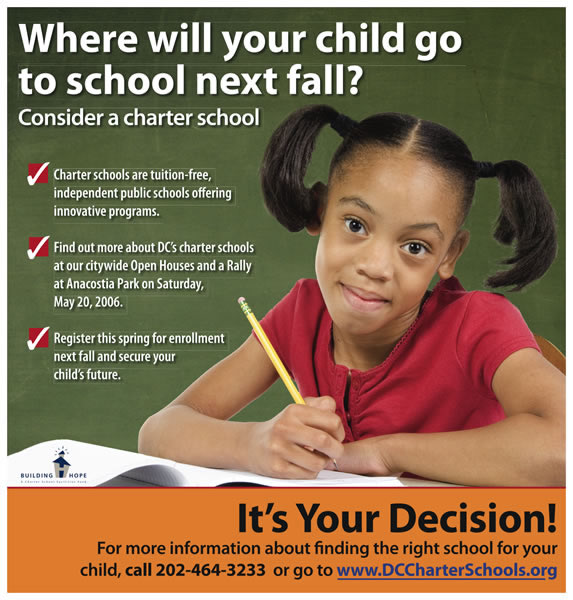 Where will your child go
to school next fall?
Consider a charter school
Charter schools are tuition-free,
independent public schools offering
innovative programs.
Find out more about DC's charter schools
at our citywide Open Houses and a Rally
at Anacostia Park on Saturday,
May 20, 2006.
Register this spring for enrollment
next fall and secure your
child's future.
BUILDING HOPE
A Charter School Facilities Fund
It's Your Decision!
For more information about finding the right school for your
child, call 202-464-3233 or go to www.DCCharterSchools.org